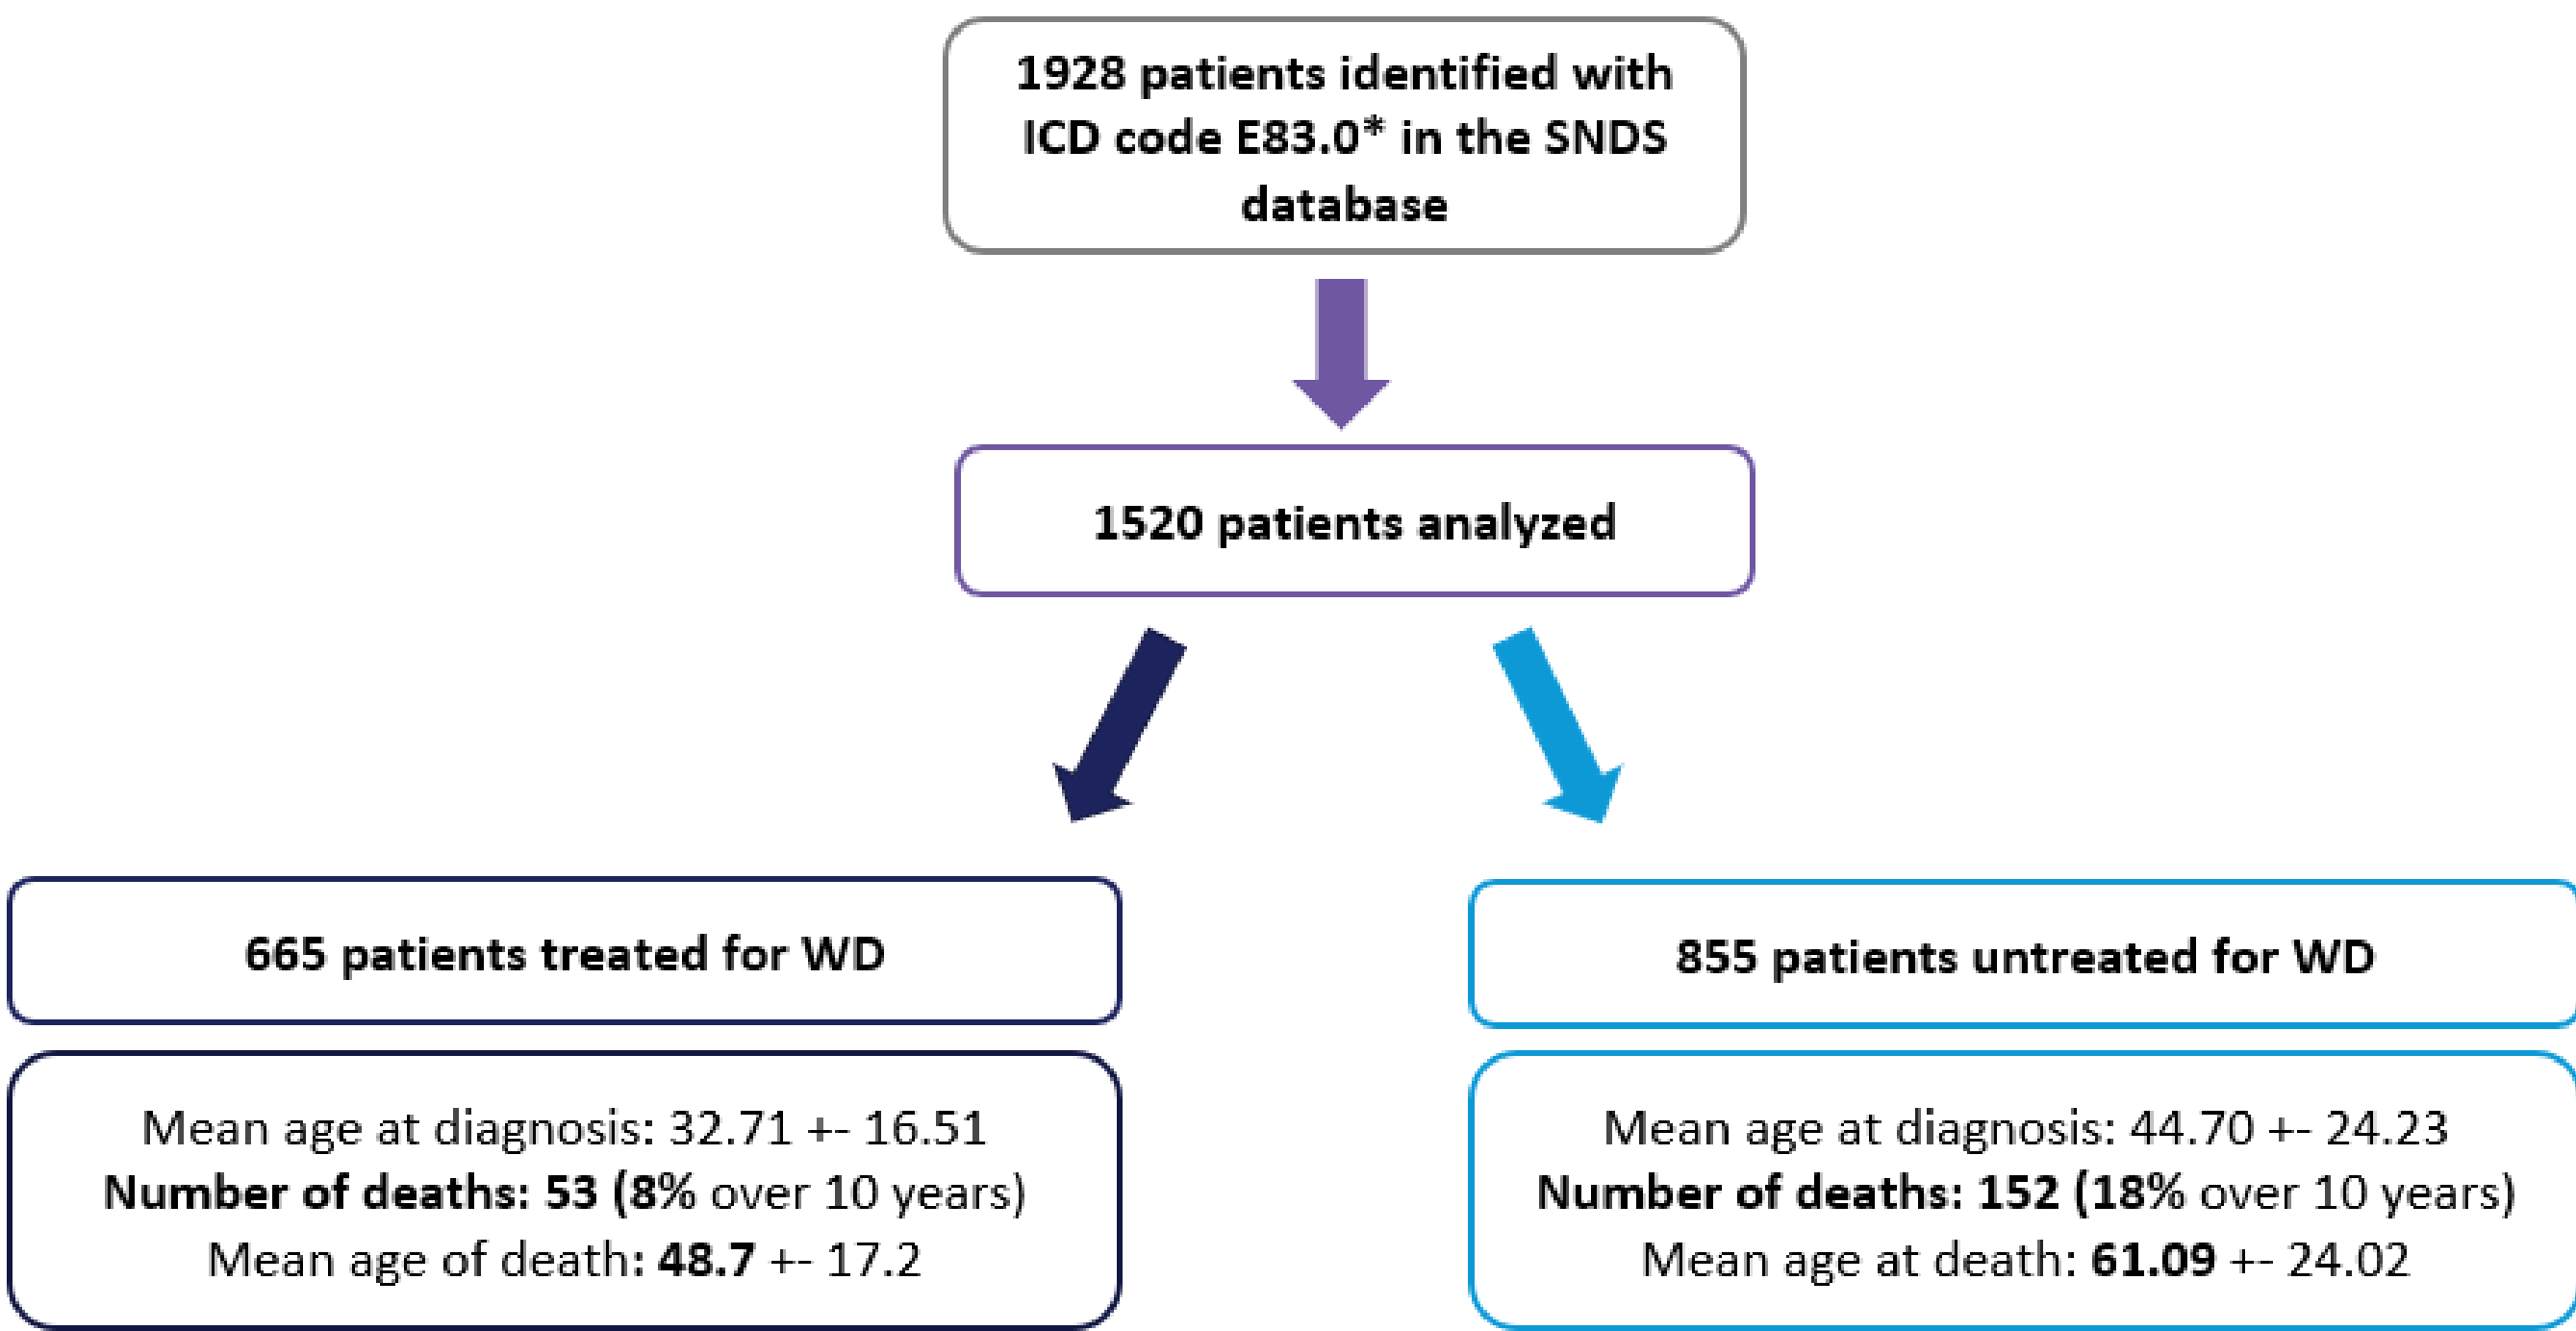 1928 patients identified with
ICD code E83.0* in the SNDS
database
1520 patients analyzed
665 patients treated for WD
855 patients untreated for WD
Mean age at diagnosis: 32.71 +- 16.51
Number of deaths: 53 (8% over 10 years)
Mean age of death: 48.7 +- 17.2
Mean age at diagnosis: 44.70 +- 24.23
Number of deaths: 152 (18% over 10 years)
Mean age at death: 61.09 +- 24.02